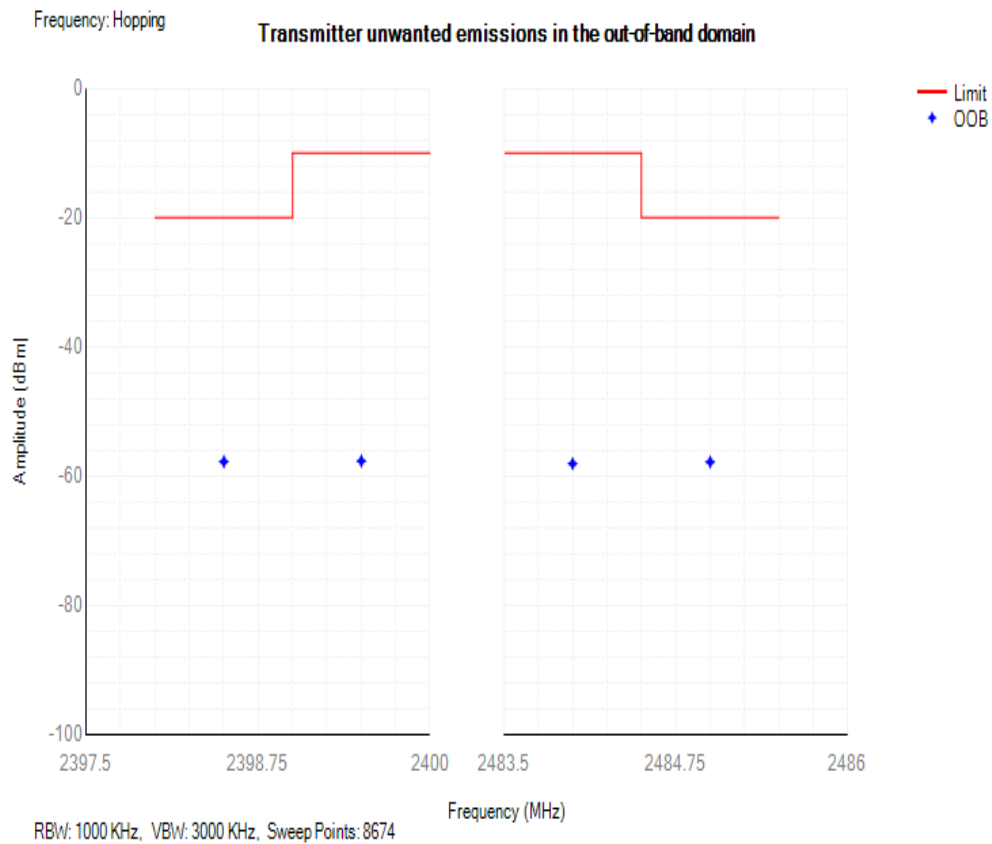 Frequency: Hopping
Transmitter unwanted emissions in the out-of-band domain
Limit
OOB
0
-20
-40
-60
-80
-100
Amplitude (dBm)
2397.5 2398.75 2400 2483.5 2484.75 2486
Frequency (MHz)
RBW: 1000 KHz, VBW: 3000 KHz, Sweep Points: 8674